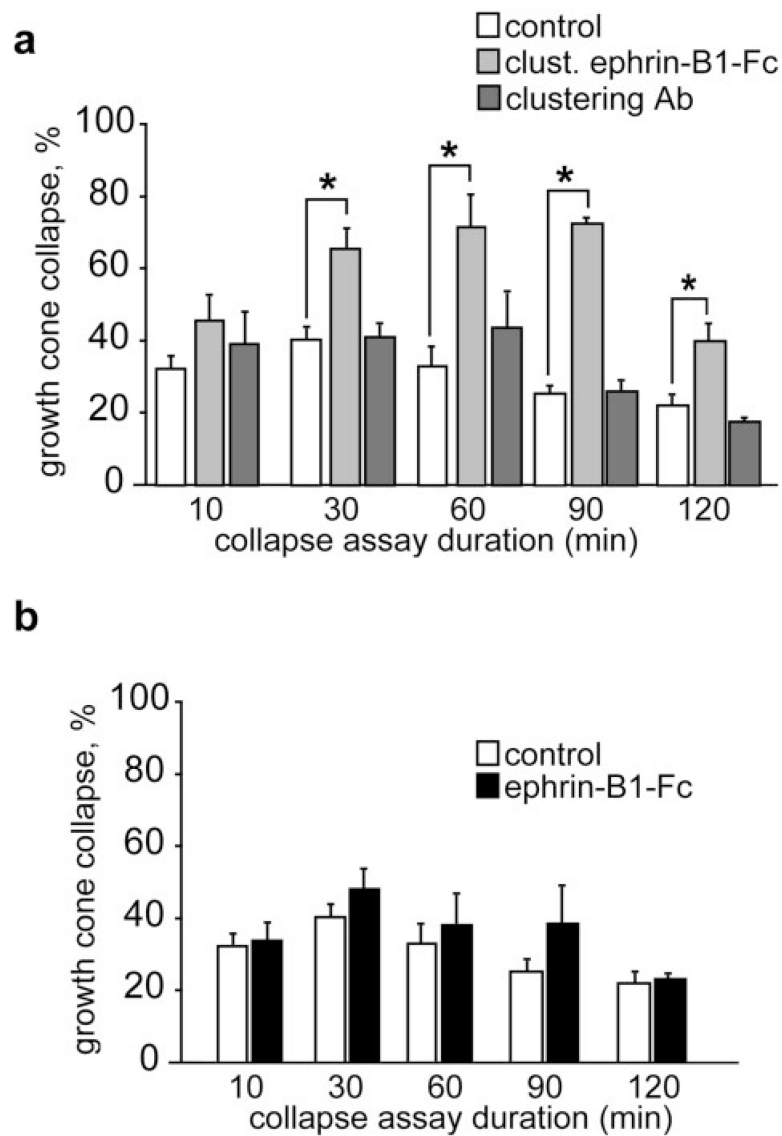 a
control
clust. ephrin-B1-Fc
clustering Ab
growth cone collapse, %
100
80
60
40
20
0
* * * *
10 30 60 90 120
collapse assay duration (min)
b
control
ephrin-B1-Fc
growth cone collapse, %
100
80
60
40
20
0
10 30 60 90 120
collapse assay duration (min)